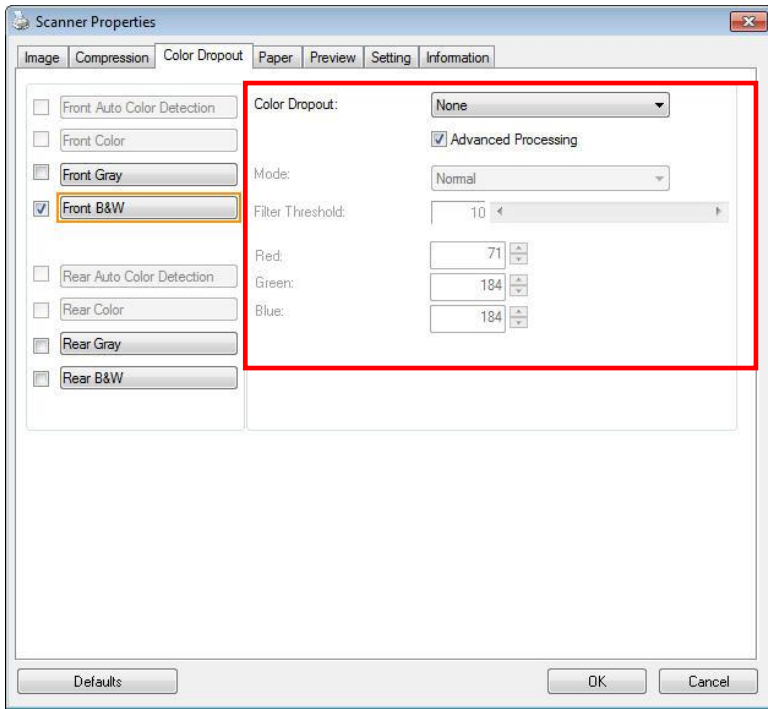 Scanner Properties
Image Compression Color Dropout Paper Preview Setting Information
Front Auto Color Detection
Front Color
Front Gray
Front B&W
Rear Auto Color Detection
Rear Color
Rear Gray
Rear B&W
Color Dropout: None
Advanced Processing
Mode: Normal
Filter Threshold: 10
Red: 71
Green: 184
Blue: 184
Defaults OK Cancel